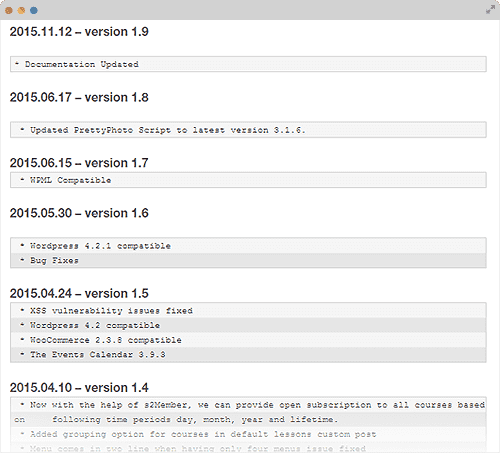 2015.11.12 – version 1.9
* Documentation Updated
2015.06.17 – version 1.8
* Updated PrettyPhoto Script to latest version 3.1.6.
2015.06.15 – version 1.7
* WPML Compatible
2015.05.30 – version 1.6
* Wordpress 4.2.1 compatible
* Bug Fixes
2015.04.24 – version 1.5
* XSS vulnerability issues fixed
* Wordpress 4.2 compatible
* WooCommerce 2.3.8 compatible
* The Events Calendar 3.9.3
2015.04.10 – version 1.4
* Now with the help of s2Member, we can provide open subscription to all courses based
on following time periods day, month, year and lifetime.
* Added grouping option for courses in default lessons custom post
* Menu comes in two line when having only four menus issue fixed